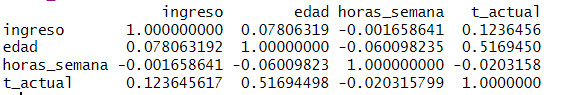 ingreso edad horas_semana t_actual
ingreso 1.000000000 0.07806319 -0.001658641 0.1236456
edad 0.078063192 1.00000000 -0.060098235 0.5169450
horas_semana -0.001658641 -0.06009823 1.000000000 -0.0203158
t_actual 0.123645617 0.51694498 -0.020315799 1.0000000